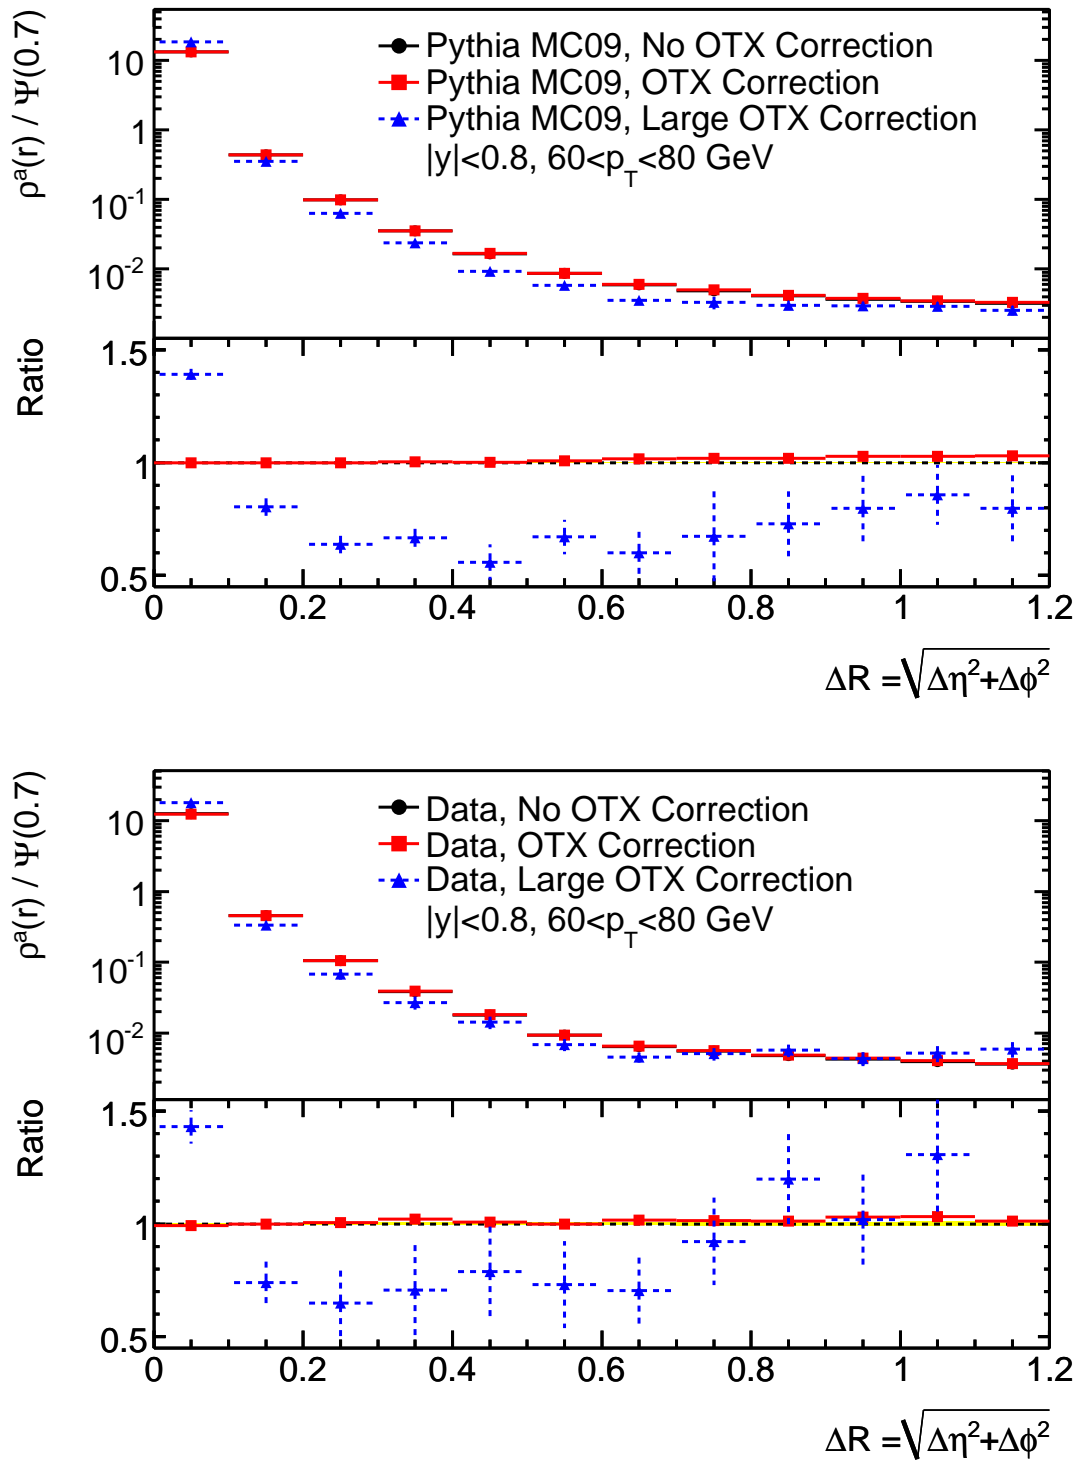 ρᵃ(r) / Ψ(0.7)
10
1
10⁻¹
10⁻²
Pythia MC09, No OTX Correction
Pythia MC09, OTX Correction
Pythia MC09, Large OTX Correction
|y|<0.8, 60<p_T<80 GeV
Ratio
1.5
1
0.5
0 0.2 0.4 0.6 0.8 1 1.2
ΔR =√Δη²+Δϕ²
ρᵃ(r) / Ψ(0.7)
10
1
10⁻¹
10⁻²
Data, No OTX Correction
Data, OTX Correction
Data, Large OTX Correction
|y|<0.8, 60<p_T<80 GeV
Ratio
1.5
1
0.5
0 0.2 0.4 0.6 0.8 1 1.2
ΔR =√Δη²+Δϕ²